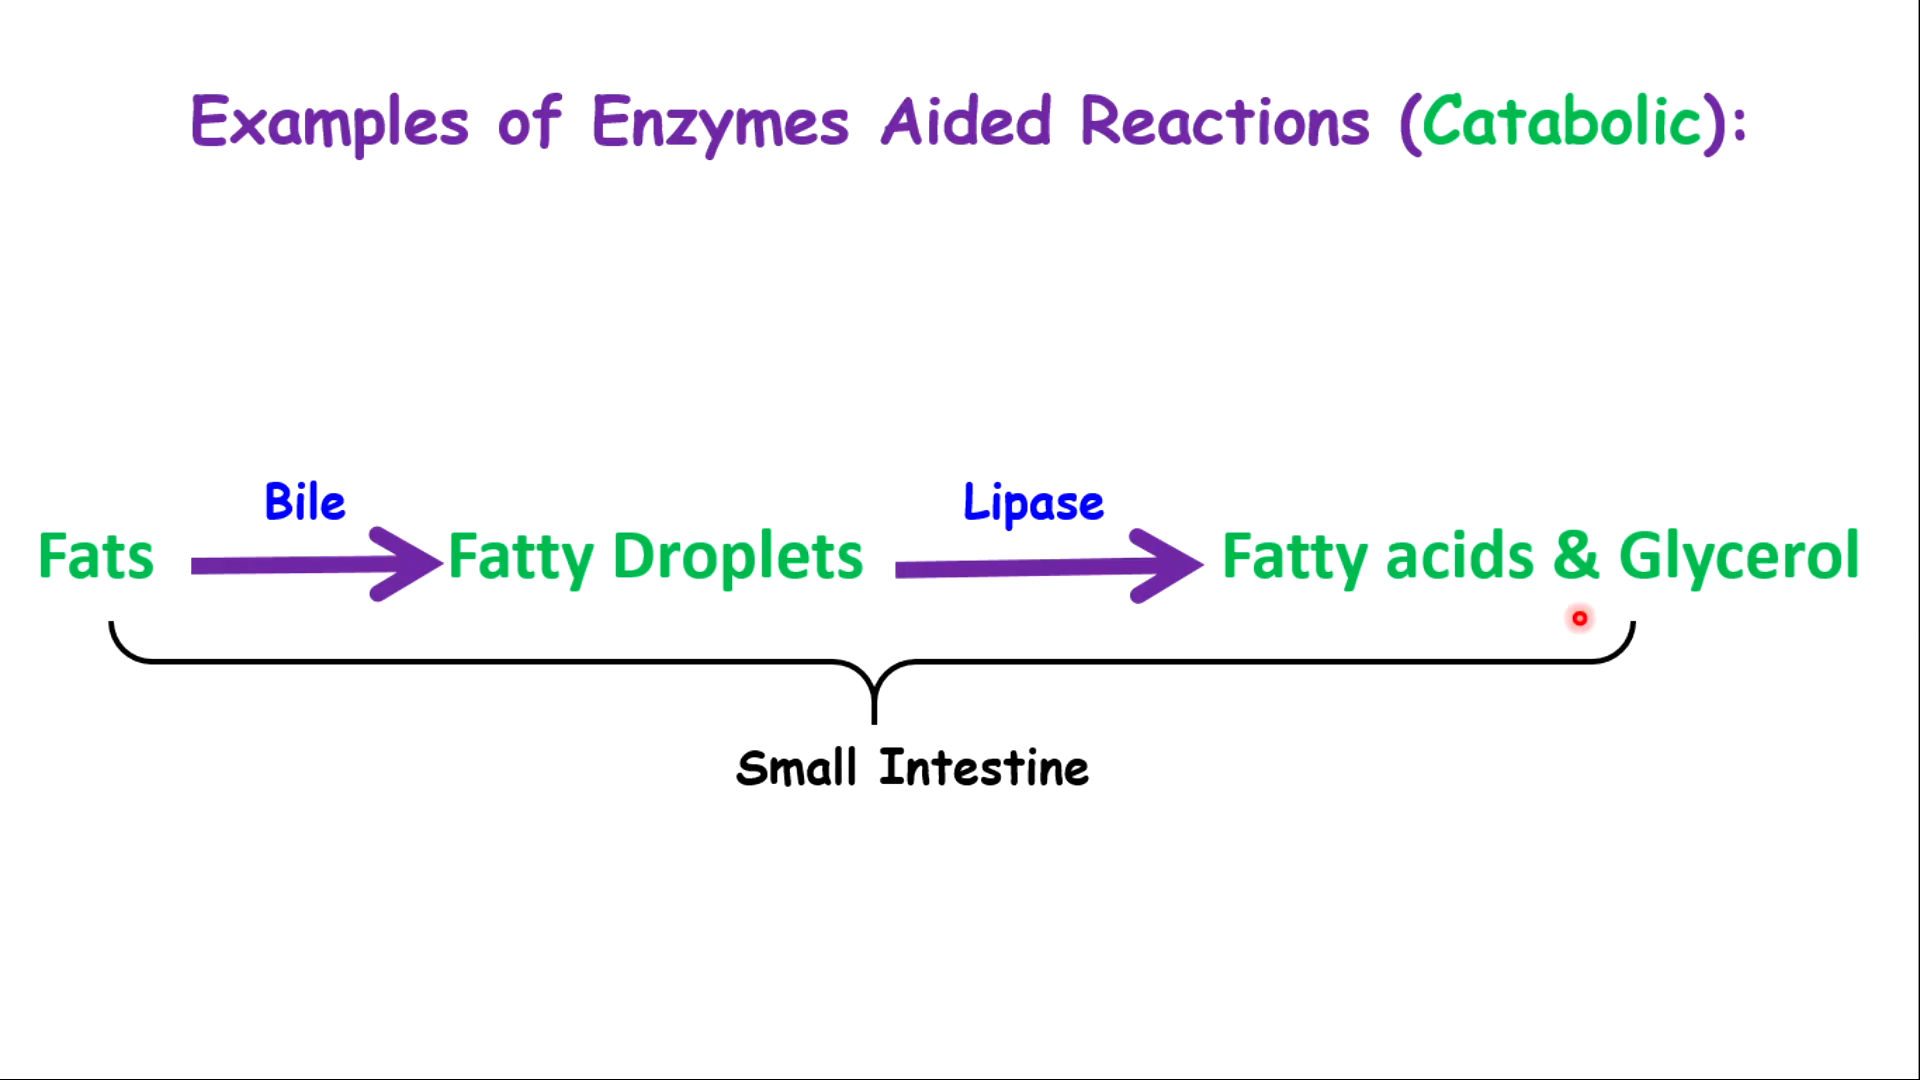 Examples of Enzymes Aided Reactions (Catabolic):
Bile
Lipase
Fats
Fatty Droplets
Fatty acids & Glycerol
Small Intestine